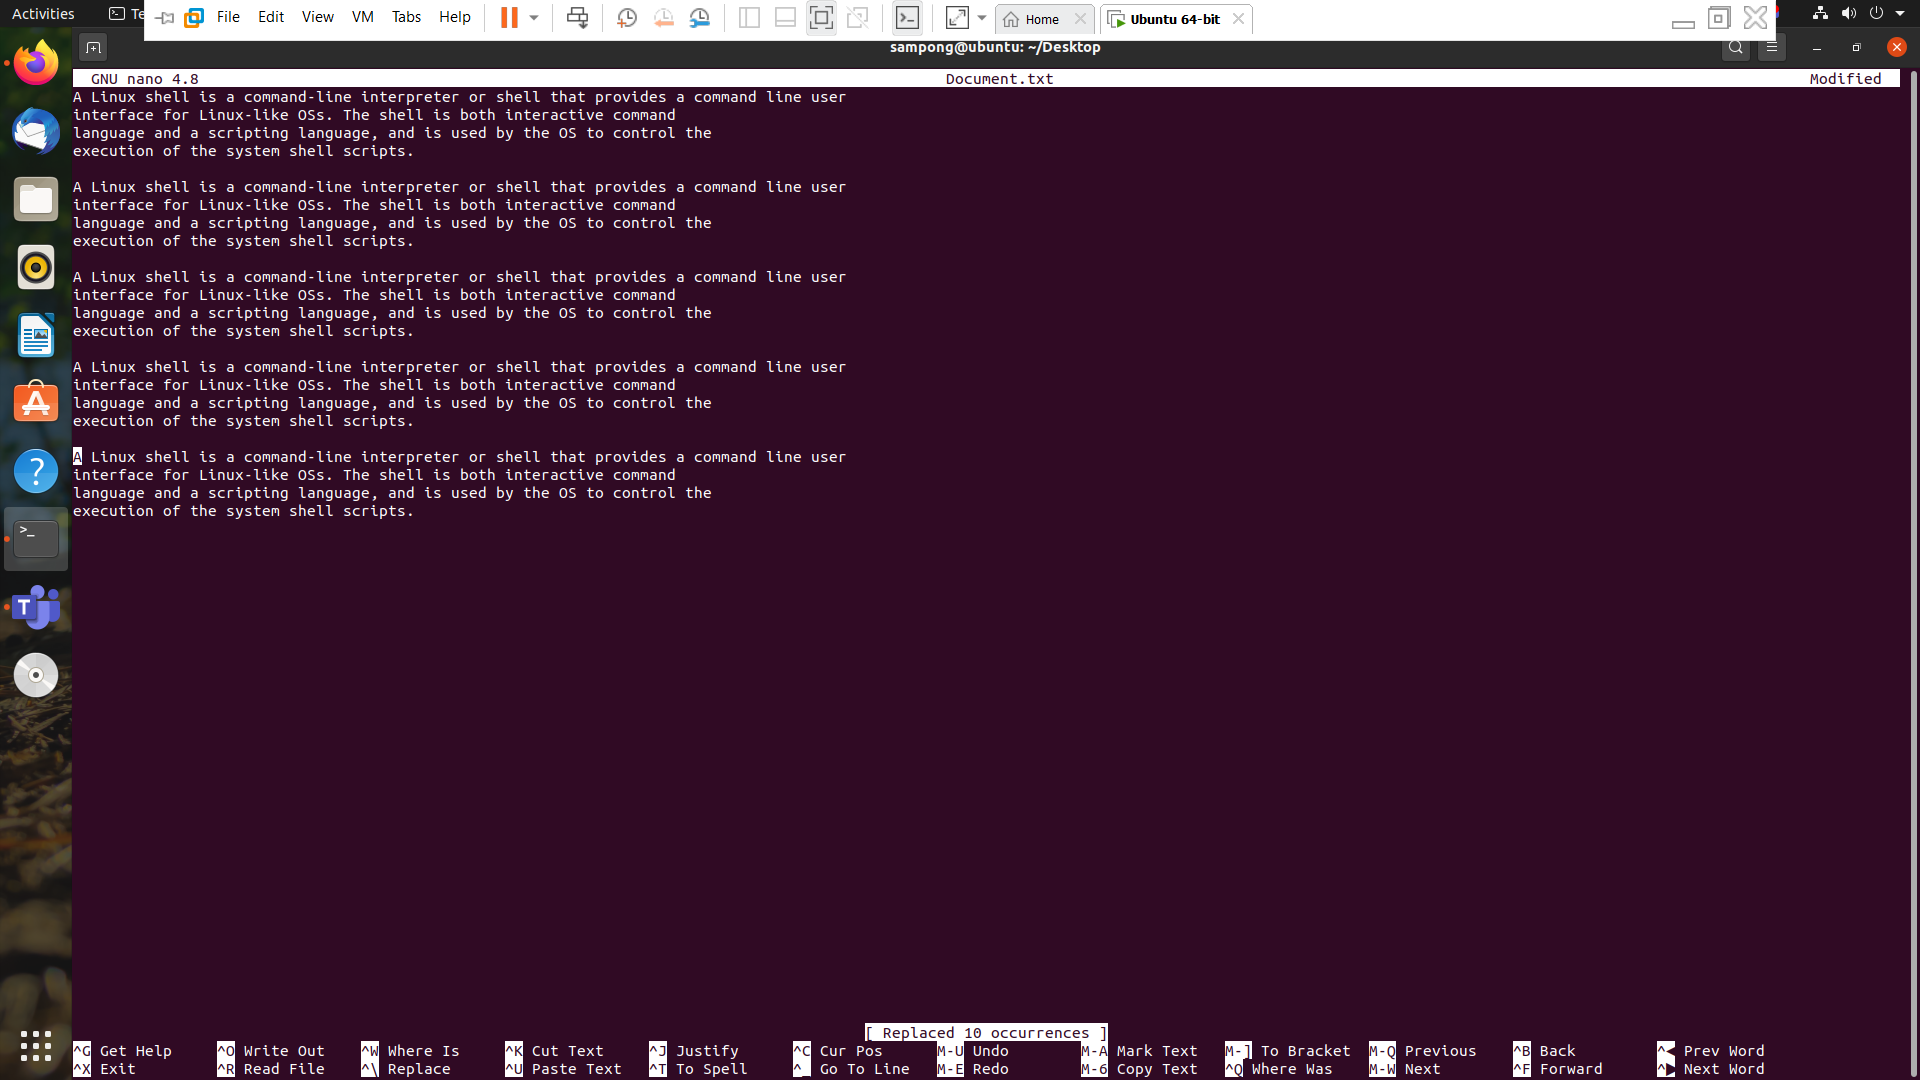 Activities
Te
File Edit View VM Tabs Help
Home
Ubuntu 64-bit
sampong@ubuntu: ~/Desktop
GNU nano 4.8 Document.txt Modified
A Linux shell is a command-line interpreter or shell that provides a command line user
interface for Linux-like OSs. The shell is both interactive command
language and a scripting language, and is used by the OS to control the
execution of the system shell scripts.
A Linux shell is a command-line interpreter or shell that provides a command line user
interface for Linux-like OSs. The shell is both interactive command
language and a scripting language, and is used by the OS to control the
execution of the system shell scripts.
A Linux shell is a command-line interpreter or shell that provides a command line user
interface for Linux-like OSs. The shell is both interactive command
language and a scripting language, and is used by the OS to control the
execution of the system shell scripts.
A Linux shell is a command-line interpreter or shell that provides a command line user
interface for Linux-like OSs. The shell is both interactive command
language and a scripting language, and is used by the OS to control the
execution of the system shell scripts.
A Linux shell is a command-line interpreter or shell that provides a command line user
interface for Linux-like OSs. The shell is both interactive command
language and a scripting language, and is used by the OS to control the
execution of the system shell scripts.
[ Replaced 10 occurrences ]
^G Get Help ^O Write Out ^W Where Is ^K Cut Text ^J Justify ^C Cur Pos M-U Undo M-A Mark Text M-] To Bracket M-Q Previous ^B Back ^◀ Prev Word
^X Exit ^R Read File ^\ Replace ^U Paste Text ^T To Spell ^_ Go To Line M-E Redo M-6 Copy Text ^Q Where Was M-W Next ^F Forward ^▶ Next Word